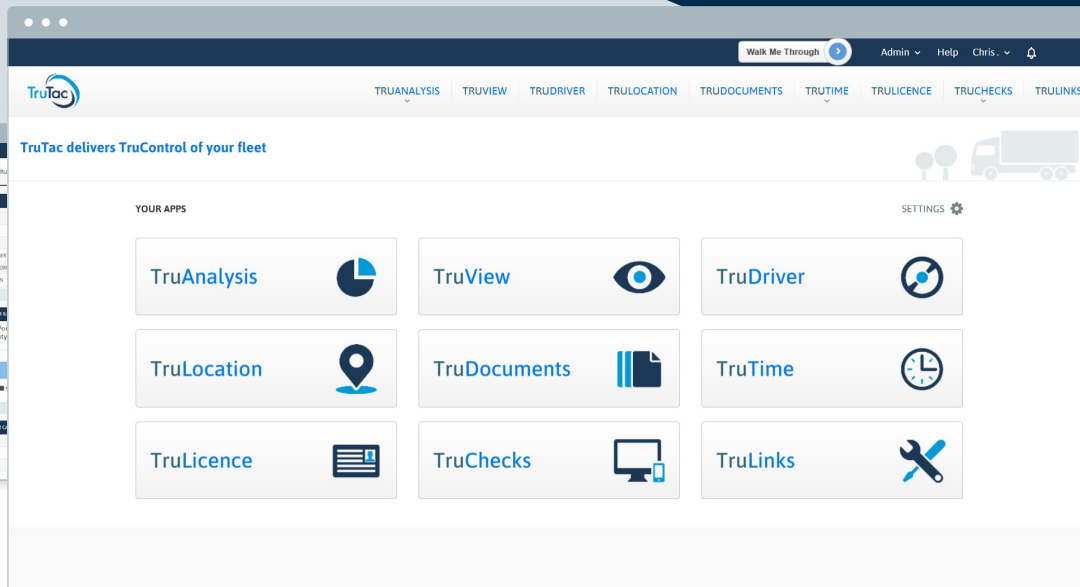 Walk Me Through
Admin
Help
Chris .
TruTac
TRUANALYSIS
TRUVIEW
TRUDRIVER
TRULOCATION
TRUDOCUMENTS
TRUTIME
TRULICENCE
TRUCHECKS
TRULINKS
TruTac delivers TruControl of your fleet
YOUR APPS
SETTINGS
TruAnalysis
TruView
TruDriver
TruLocation
TruDocuments
TruTime
TruLicence
TruChecks
TruLinks